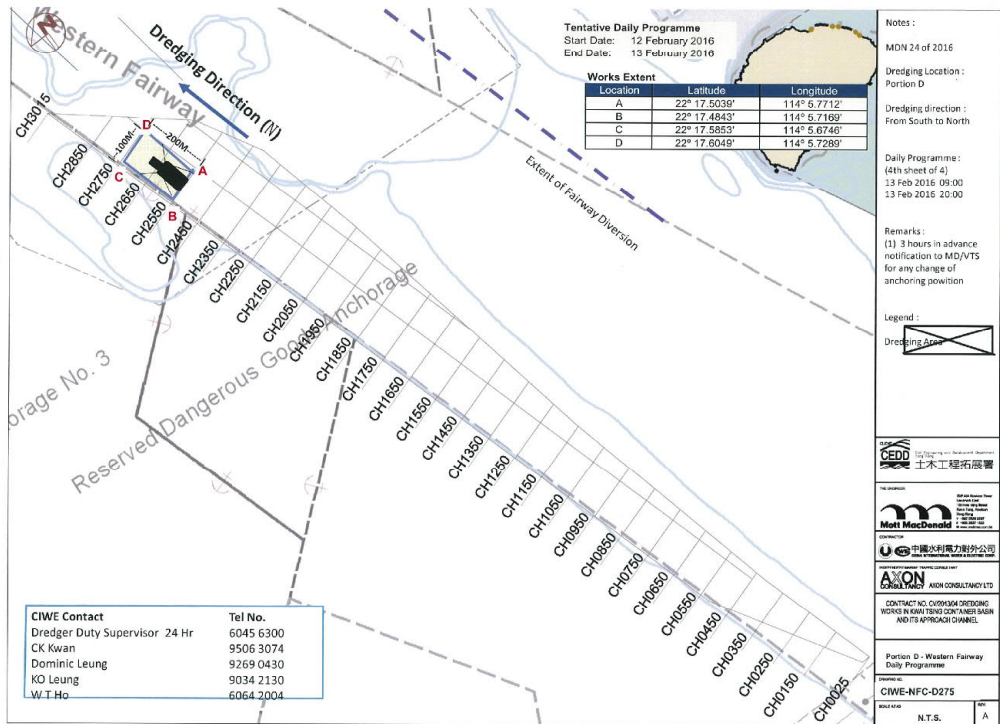 Western Fairway
Dredging Direction (N)
Tentative Daily Programme
Start Date: 12 February 2016
End Date: 13 February 2016
Works Extent
Location Latitude Longitude
A 22° 17.5039' 114° 5.7712'
B 22° 17.4843' 114° 5.7169'
C 22° 17.5853' 114° 5.6746'
D 22° 17.6049' 114° 5.7289'
Extent of Fairway Diversion
D
100M
200M
A
C
B
CH3015
CH2850
CH2750
CH2650
CH2550
CH2450
CH2350
CH2250
CH2150
CH2050
CH1950
CH1850
CH1750
CH1650
CH1550
CH1450
CH1350
CH1250
CH1150
CH1050
CH0950
CH0850
CH0750
CH0650
CH0550
CH0450
CH0350
CH0250
CH0150
CH0025
orage No. 3
Reserved Dangerous Goods Anchorage
CIWE Contact Tel No.
Dredger Duty Supervisor 24 Hr 6045 6300
CK Kwan 9506 3074
Dominic Leung 9269 0430
KO Leung 9034 2130
W T Ho 6064 2004
Notes :
MDN 24 of 2016
Dredging Location :
Portion D
Dredging direction :
From South to North
Daily Programme :
(4th sheet of 4)
13 Feb 2016 09:00
13 Feb 2016 20:00
Remarks :
(1) 3 hours in advance
notification to MD/VTS
for any change of
anchoring powition
Legend :
Dredging Area
CEDD
土木工程拓展署
THE ENGINEER
Mott MacDonald
CONTRACTOR
中國水利電力對外公司
AXON
CONSULTANCY AXON CONSULTANCY LTD
CONTRACT NO. CV/2013/04 DREDGING
WORKS IN KWAI TSING CONTAINER BASIN
AND ITS APPROACH CHANNEL
Portion D - Western Fairway
Daily Programme
DRAWING NO.
CIWE-NFC-D275
N.T.S.
A